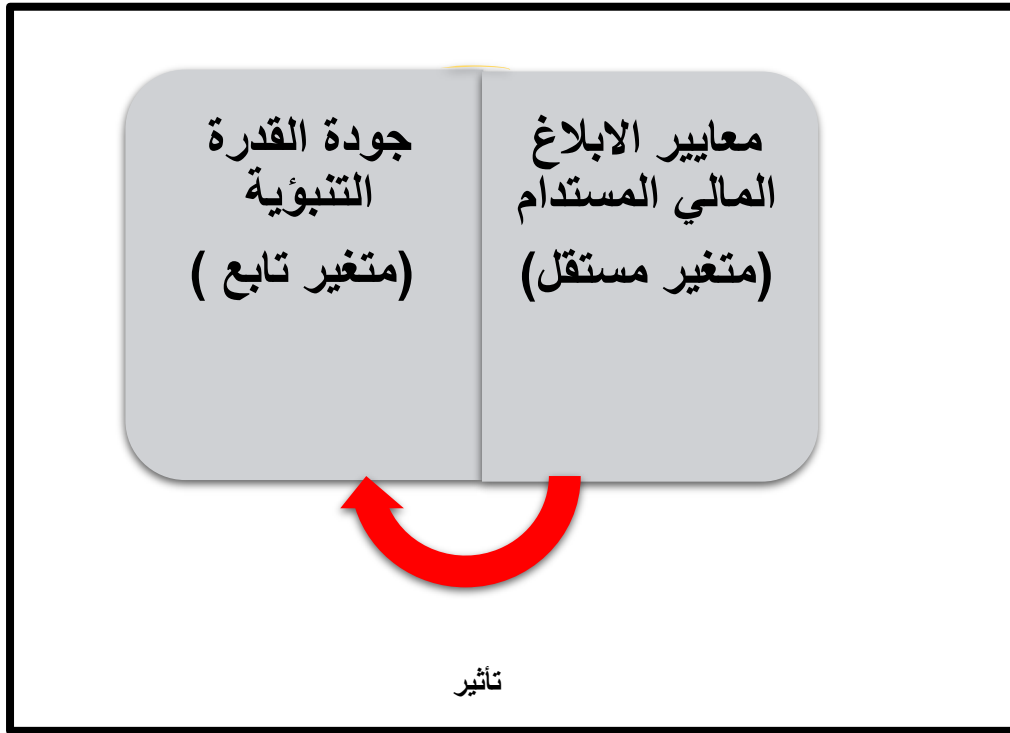 معايير الابلاغ
المالي المستدام
(متغير مستقل)
جودة القدرة
التنبؤية
(متغير تابع )
تأثير